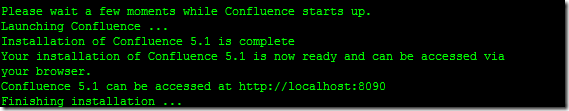 Please wait a few moments while Confluence starts up.
Launching Confluence ...
Installation of Confluence 5.1 is complete
Your installation of Confluence 5.1 is now ready and can be accessed via
your browser.
Confluence 5.1 can be accessed at http://localhost:8090
Finishing installation ...